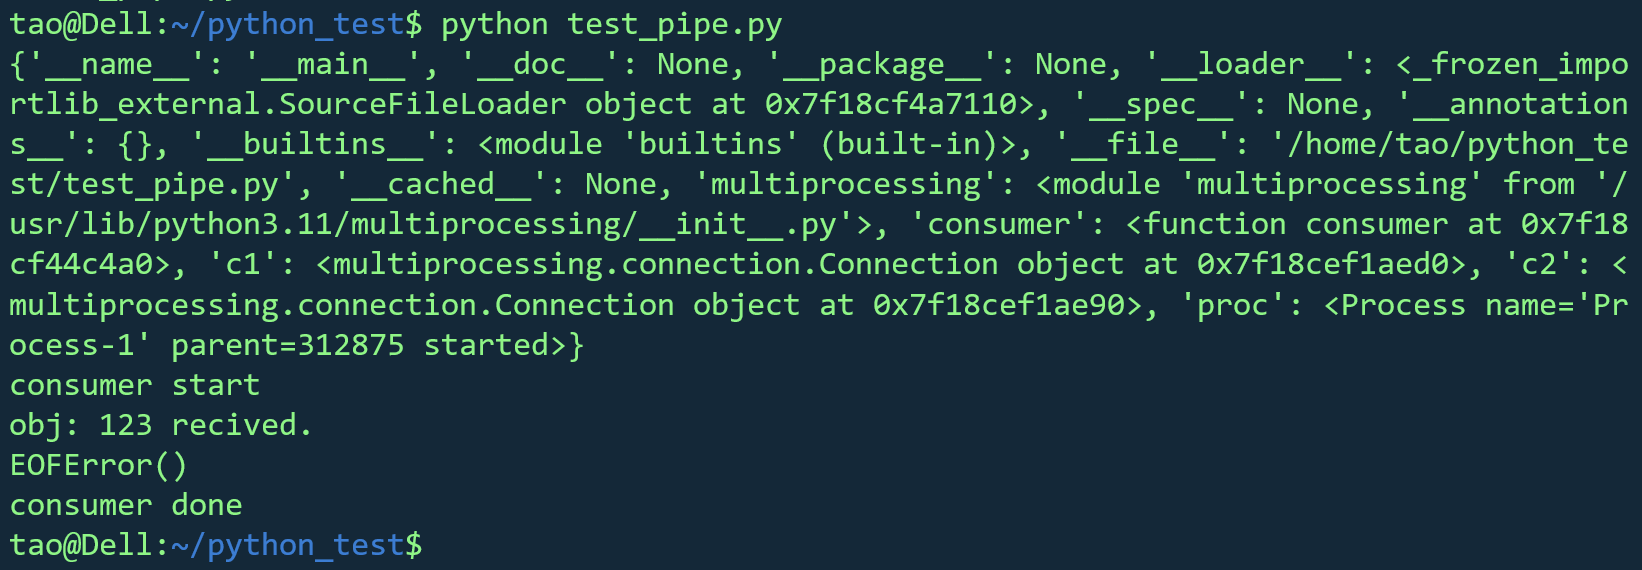 tao@Dell:~/python_test$ python test_pipe.py
{'__name__': '__main__', '__doc__': None, '__package__': None, '__loader__': <_frozen_impo
rtlib_external.SourceFileLoader object at 0x7f18cf4a7110>, '__spec__': None, '__annotation
s__': {}, '__builtins__': <module 'builtins' (built-in)>, '__file__': '/home/tao/python_te
st/test_pipe.py', '__cached__': None, 'multiprocessing': <module 'multiprocessing' from '/
usr/lib/python3.11/multiprocessing/__init__.py'>, 'consumer': <function consumer at 0x7f18
cf44c4a0>, 'c1': <multiprocessing.connection.Connection object at 0x7f18cef1aed0>, 'c2': <
multiprocessing.connection.Connection object at 0x7f18cef1ae90>, 'proc': <Process name='Pr
ocess-1' parent=312875 started>}
consumer start
obj: 123 recived.
EOFError()
consumer done
tao@Dell:~/python_test$